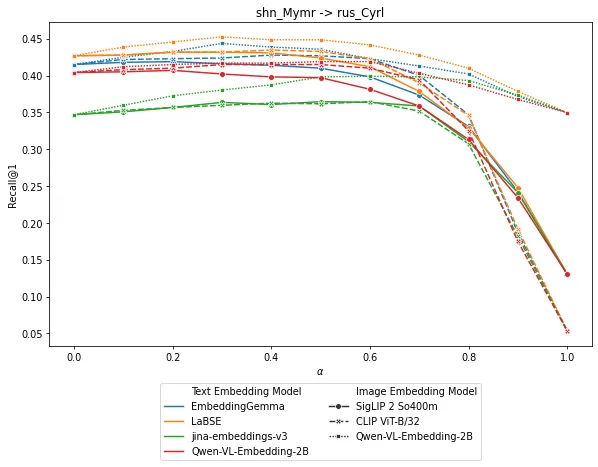 shn_Mymr -> rus_Cyrl
Recall@1
0.45
0.40
0.35
0.30
0.25
0.20
0.15
0.10
0.05
0.0
0.2
0.4
0.6
0.8
1.0
α
Text Embedding Model
EmbeddingGemma
LaBSE
jina-embeddings-v3
Qwen-VL-Embedding-2B
Image Embedding Model
SigLIP 2 So400m
CLIP ViT-B/32
Qwen-VL-Embedding-2B